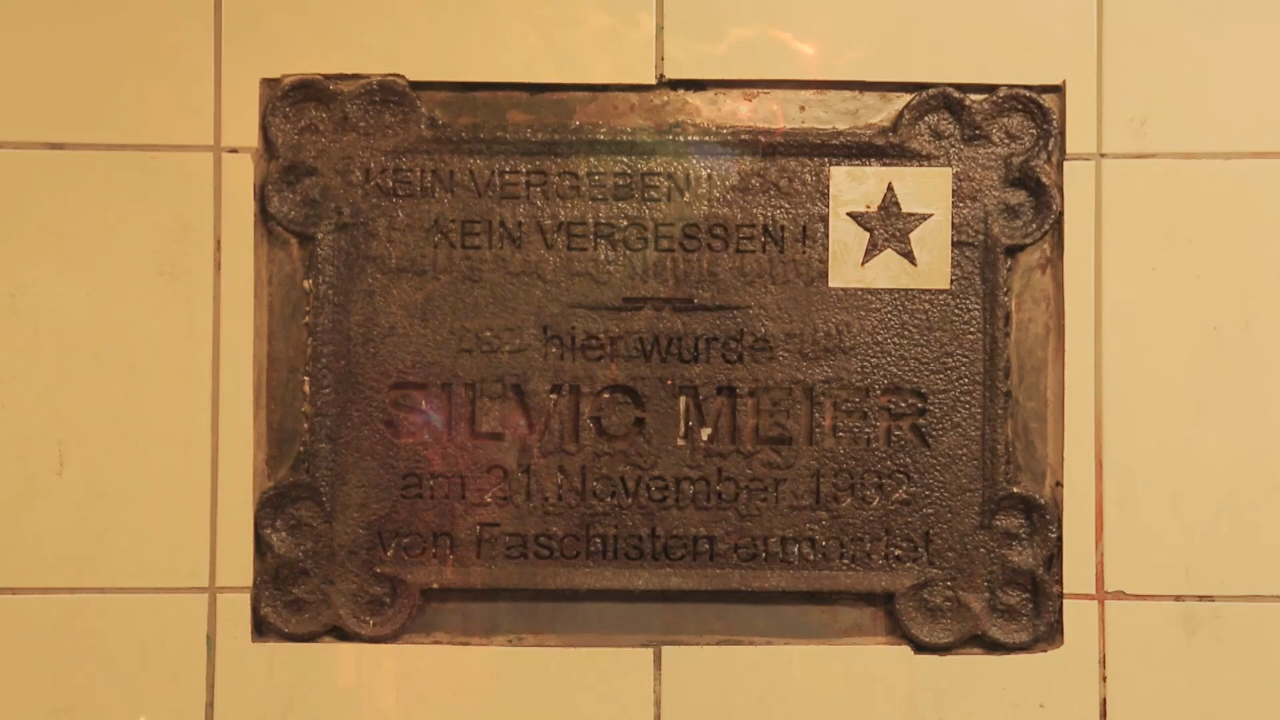 KEIN VERGEBEN
KEIN VERGESSEN !
hier wurde
SILVIO MEIER
am 21.November 1992
von Faschisten ermordet